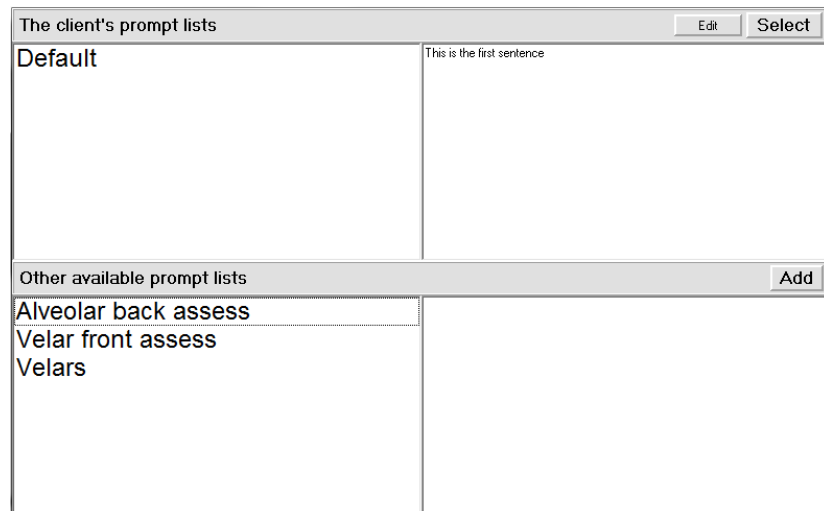 The client's prompt lists Edit Select
Default
This is the first sentence
Other available prompt lists Add
Alveolar back assess
Velar front assess
Velars